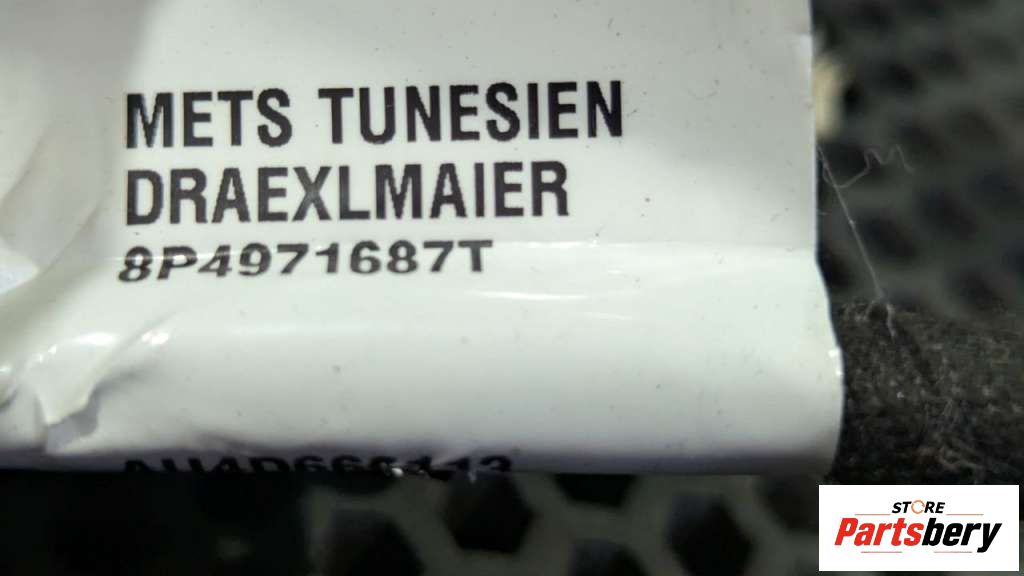 METS TUNESIEN
DRAEXLMAIER
8P4971687T
STORE
Partsbery